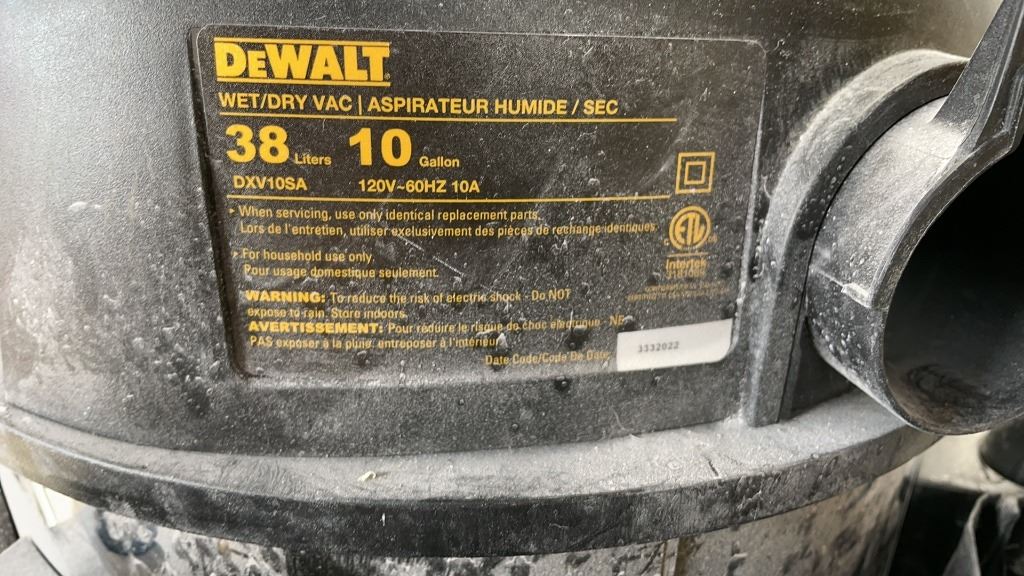 DEWALT
WET/DRY VAC | ASPIRATEUR HUMIDE / SEC
38 Liters 10 Gallon
DXV10SA 120V~60HZ 10A
▸ When servicing, use only identical replacement parts.
Lors de l'entretien, utiliser exclusivement des pièces de rechange identiques.
▸ For household use only.
Pour usage domestique seulement.
WARNING: To reduce the risk of electric shock - Do NOT
expose to rain. Store indoors.
AVERTISSEMENT: Pour réduire le risque de choc électrique - NE
PAS exposer à la pluie; entreposer à l'intérieur.
Date Code/Code De Date:
3332022
C ETL US
Intertek